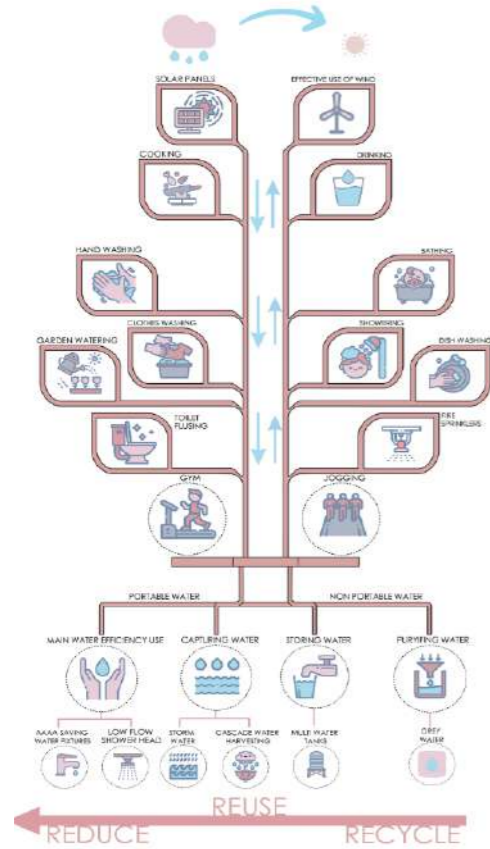 SOLAR PANELS
EFFECTIVE USE OF WIND
COOKING
DRINKING
HAND WASHING
BATHING
CLOTHES WASHING
SHOWERING
GARDEN WATERING
DISH WASHING
TOILET
FLUSING
FIRE
SPRINKLERS
GYM
JOGGING
PORTABLE WATER
NON PORTABLE WATER
MAIN WATER EFFICIENCY USE
CAPTURING WATER
STORING WATER
PURYIFING WATER
AAAA SAVING
WATER FIXTURES
LOW FLOW
SHOWER HEAD
STORM
WATER
CASCADE WATER
HARVESTING
MULTI WATER
TANKS
GREY
WATER
REUSE
REDUCE
RECYCLE